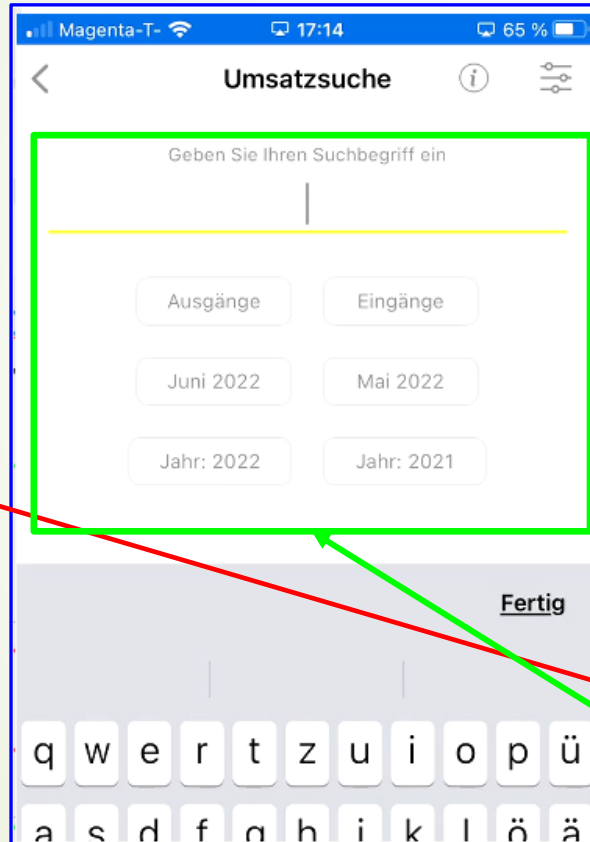 Magenta-T- 17:14 65 %
Umsatzsuche i
Geben Sie Ihren Suchbegriff ein
Ausgänge Eingänge
Juni 2022 Mai 2022
Jahr: 2022 Jahr: 2021
Fertig
q w e r t z u i o p ü
a s d f g h j k l ö ä